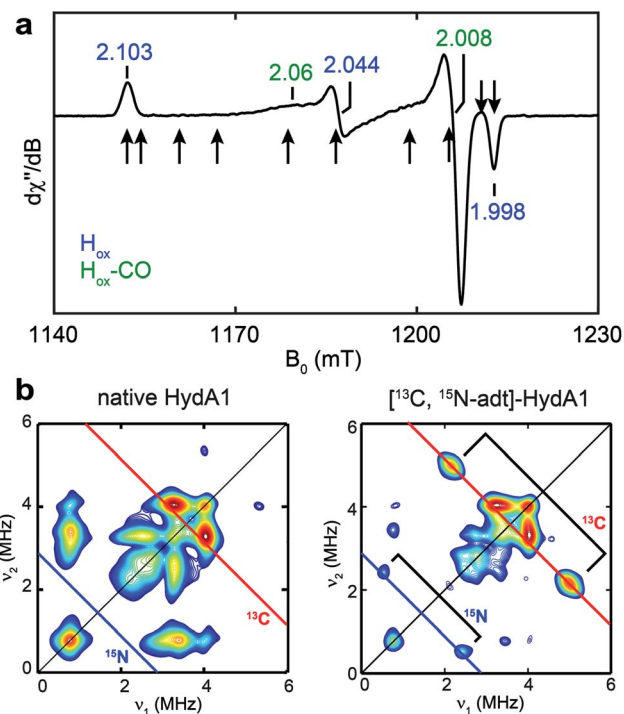 a
2.103
2.06
2.044
2.008
1.998
dχ"/dB
Hox
Hox-CO
1140
1170
1200
1230
B0 (mT)
b
native HydA1
[13C, 15N-adt]-HydA1
6
4
2
0
ν2 (MHz)
13C
15N
0
2
4
6
ν1 (MHz)
6
4
2
0
ν2 (MHz)
13C
15N
13C
0
2
4
6
ν1 (MHz)